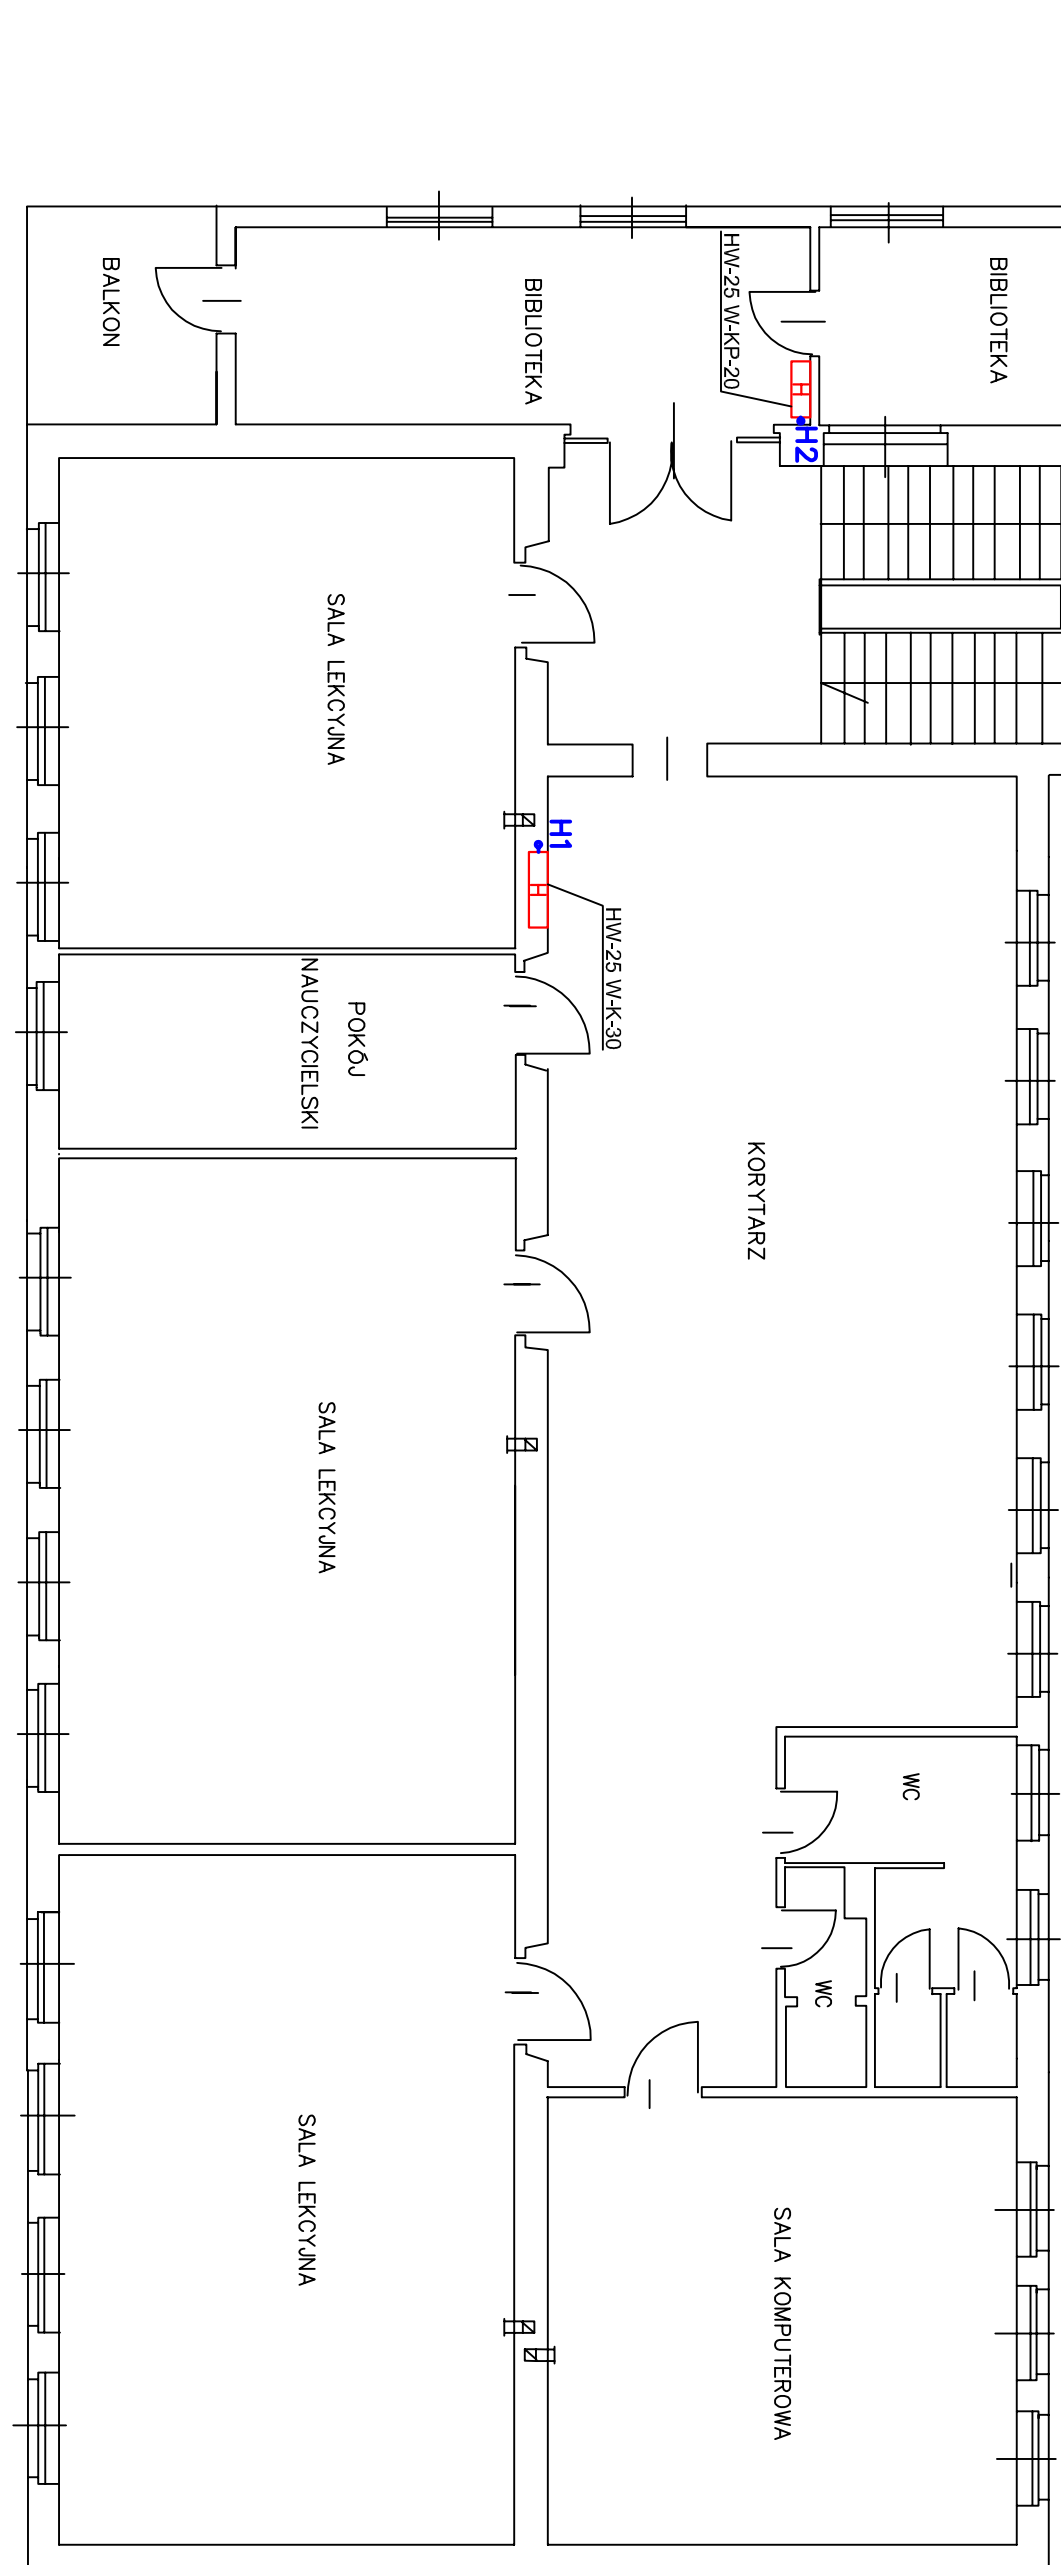 BIBLIOTEKA
HW-25 W-KP-20
BIBLIOTEKA
BALKON
H2
SALA LEKCYJNA
H1
HW-25 W-K-30
POKÓJ
NAUCZYCIELSKI
KORYTARZ
SALA LEKCYJNA
WC
WC
SALA LEKCYJNA
SALA KOMPUTEROWA
H
H